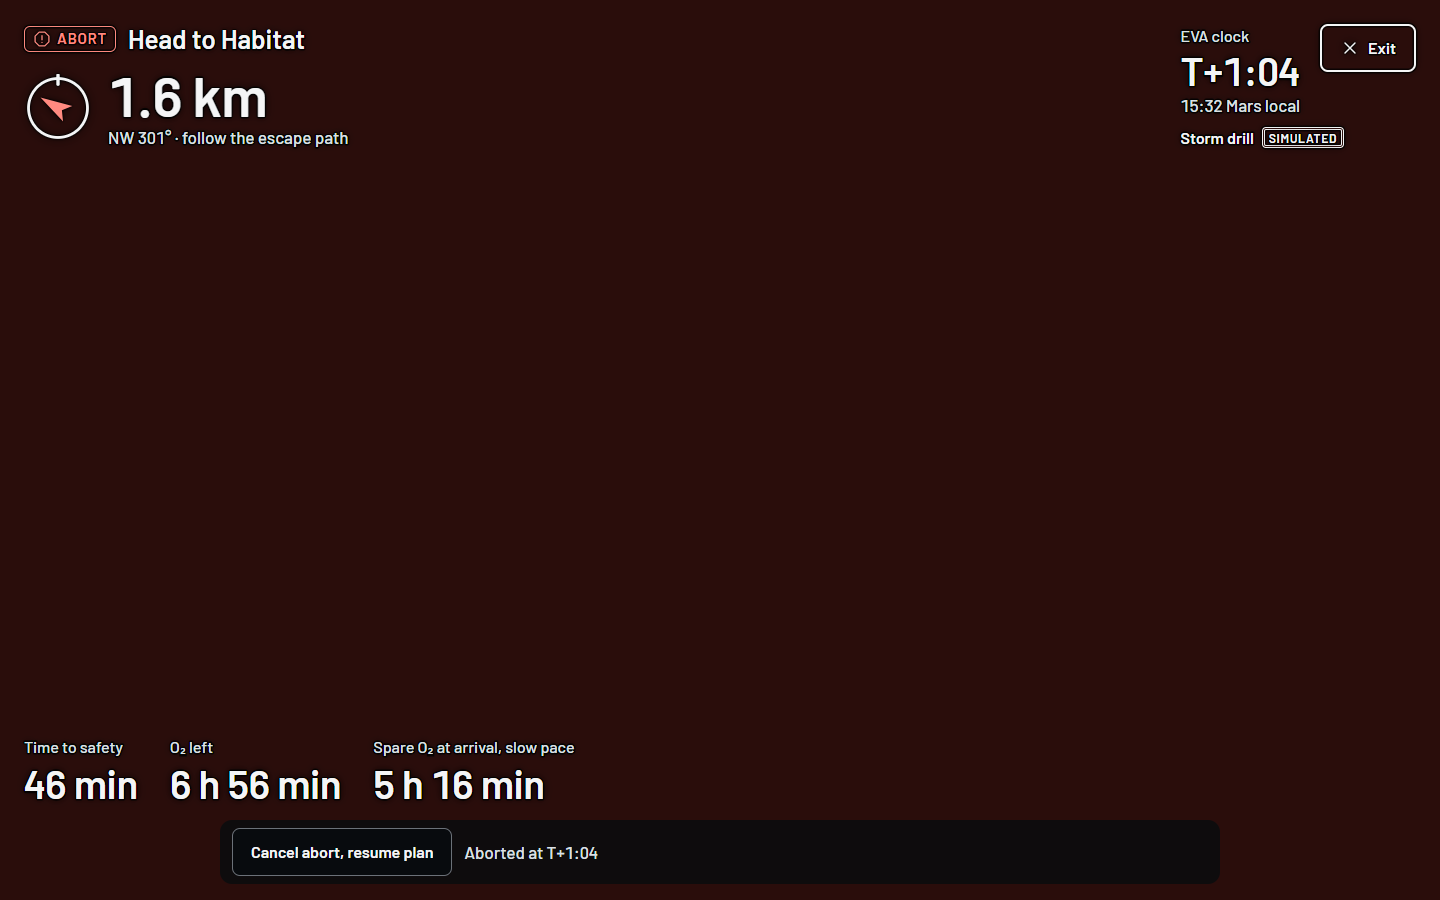 ABORT Head to Habitat
1.6 km
NW 301° · follow the escape path
EVA clock
T+1:04
15:32 Mars local
Storm drill SIMULATED
Exit
Time to safety
46 min
O₂ left
6 h 56 min
Spare O₂ at arrival, slow pace
5 h 16 min
Cancel abort, resume plan
Aborted at T+1:04